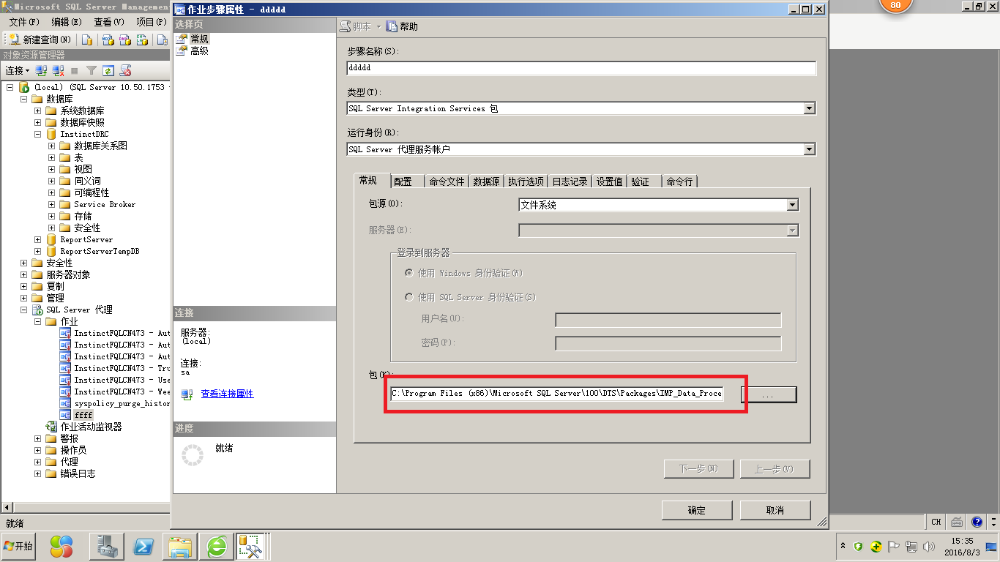 Microsoft SQL Server Management
文件(F) 编辑(E) 查看(V) 项目(P)
新建查询(N)
对象资源管理器
连接
(local) (SQL Server 10.50.1753 -
数据库
系统数据库
数据库快照
InstinctDRC
数据库关系图
表
视图
同义词
可编程性
Service Broker
存储
安全性
ReportServer
ReportServerTempDB
安全性
服务器对象
复制
管理
SQL Server 代理
作业
InstinctFQLCN473 - Aut
InstinctFQLCN473 - Aut
InstinctFQLCN473 - Aut
InstinctFQLCN473 - Tru
InstinctFQLCN473 - Use
InstinctFQLCN473 - Wee
syspolicy_purge_histor
ffff
作业活动监视器
警报
操作员
代理
错误日志
就绪
作业步骤属性 - ddddd
选择页
常规
高级
连接
服务器:
(local)
连接:
sa
查看连接属性
进度
就绪
脚本 帮助
步骤名称(S):
ddddd
类型(T):
SQL Server Integration Services 包
运行身份(R):
SQL Server 代理服务帐户
常规 配置 命令文件 数据源 执行选项 日志记录 设置值 验证 命令行
包源(O):
文件系统
服务器(E):
登录到服务器
使用 Windows 身份验证(W)
使用 SQL Server 身份验证(S)
用户名(U):
密码(P):
包(K):
C:\Program Files (x86)\Microsoft SQL Server\100\DTS\Packages\IMP_Data_Proce
...
下一步(N) 上一步(V)
确定 取消
80
CH
开始
15:35
2016/8/3